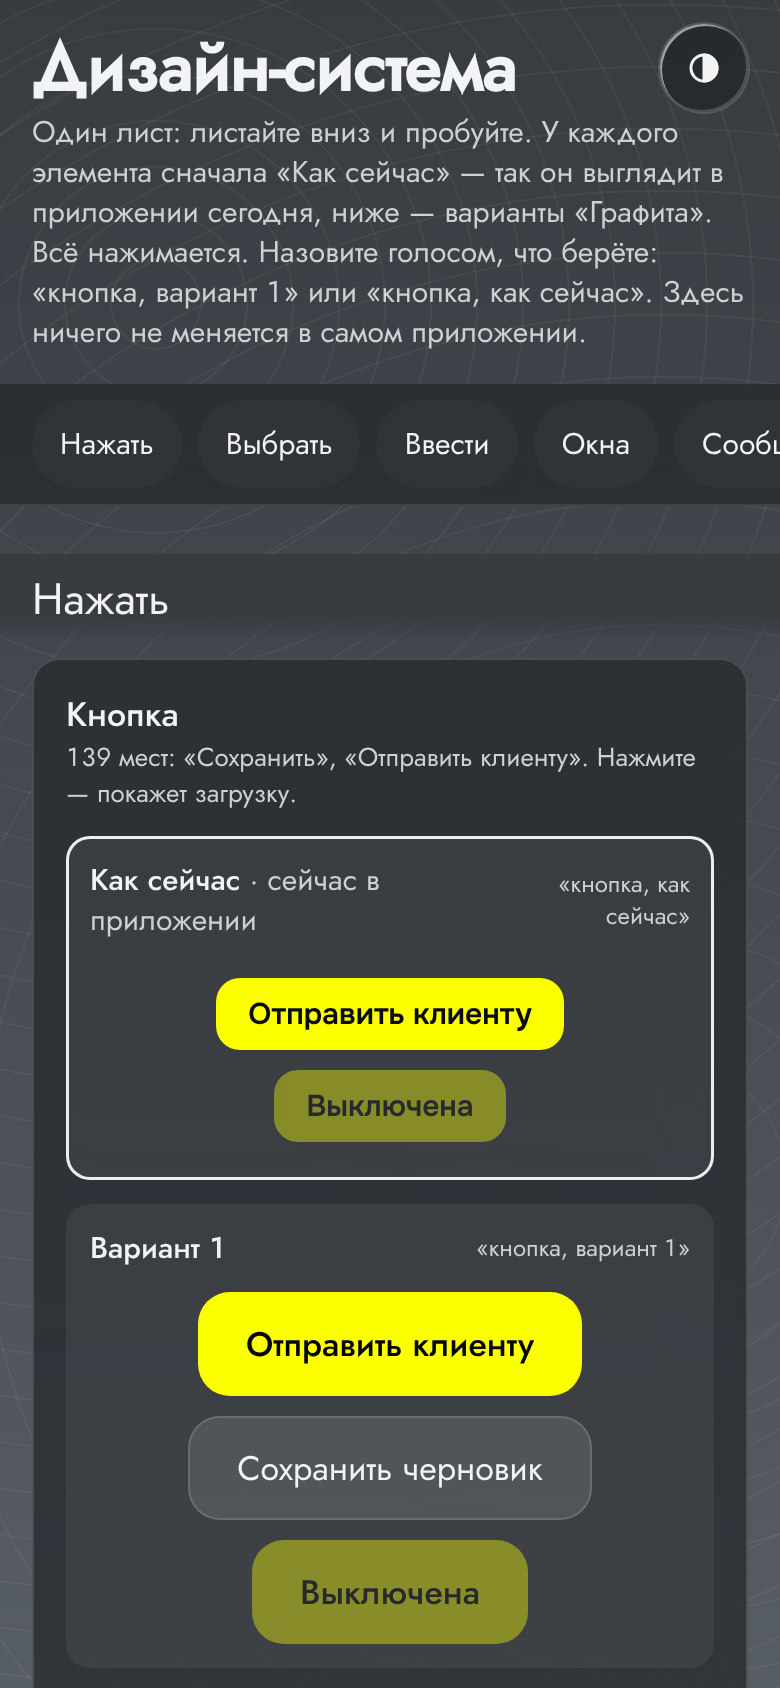 Дизайн-система
Один лист: листайте вниз и пробуйте. У каждого
элемента сначала «Как сейчас» — так он выглядит в
приложении сегодня, ниже — варианты «Графита».
Всё нажимается. Назовите голосом, что берёте:
«кнопка, вариант 1» или «кнопка, как сейчас». Здесь
ничего не меняется в самом приложении.
Нажать
Выбрать
Ввести
Окна
Сооб
Нажать
Кнопка
139 мест: «Сохранить», «Отправить клиенту». Нажмите
— покажет загрузку.
Как сейчас · сейчас в
приложении
«кнопка, как
сейчас»
Отправить клиенту
Выключена
Вариант 1
«кнопка, вариант 1»
Отправить клиенту
Сохранить черновик
Выключена